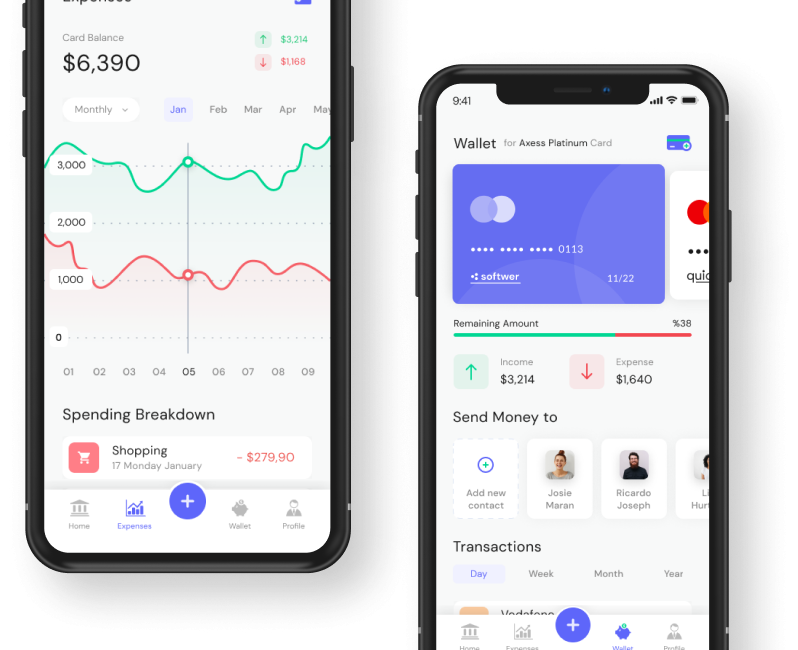 Expenses
Card Balance
$6,390
$3,214
$1,168
Monthly
Jan Feb Mar Apr May
3,000
2,000
1,000
0
01 02 03 04 05 06 07 08 09
Spending Breakdown
Shopping
17 Monday January
- $279,90
+
Home Expenses Wallet Profile
9:41
Wallet for Axess Platinum Card
•••• •••• •••• 0113
softwer
11/22
•••
quic
Remaining Amount %38
Income
$3,214
Expense
$1,640
Send Money to
Add new
contact
Josie
Maran
Ricardo
Joseph
Li
Hurt
Transactions
Day Week Month Year
Vodafone
+
Home Expenses Wallet Profile